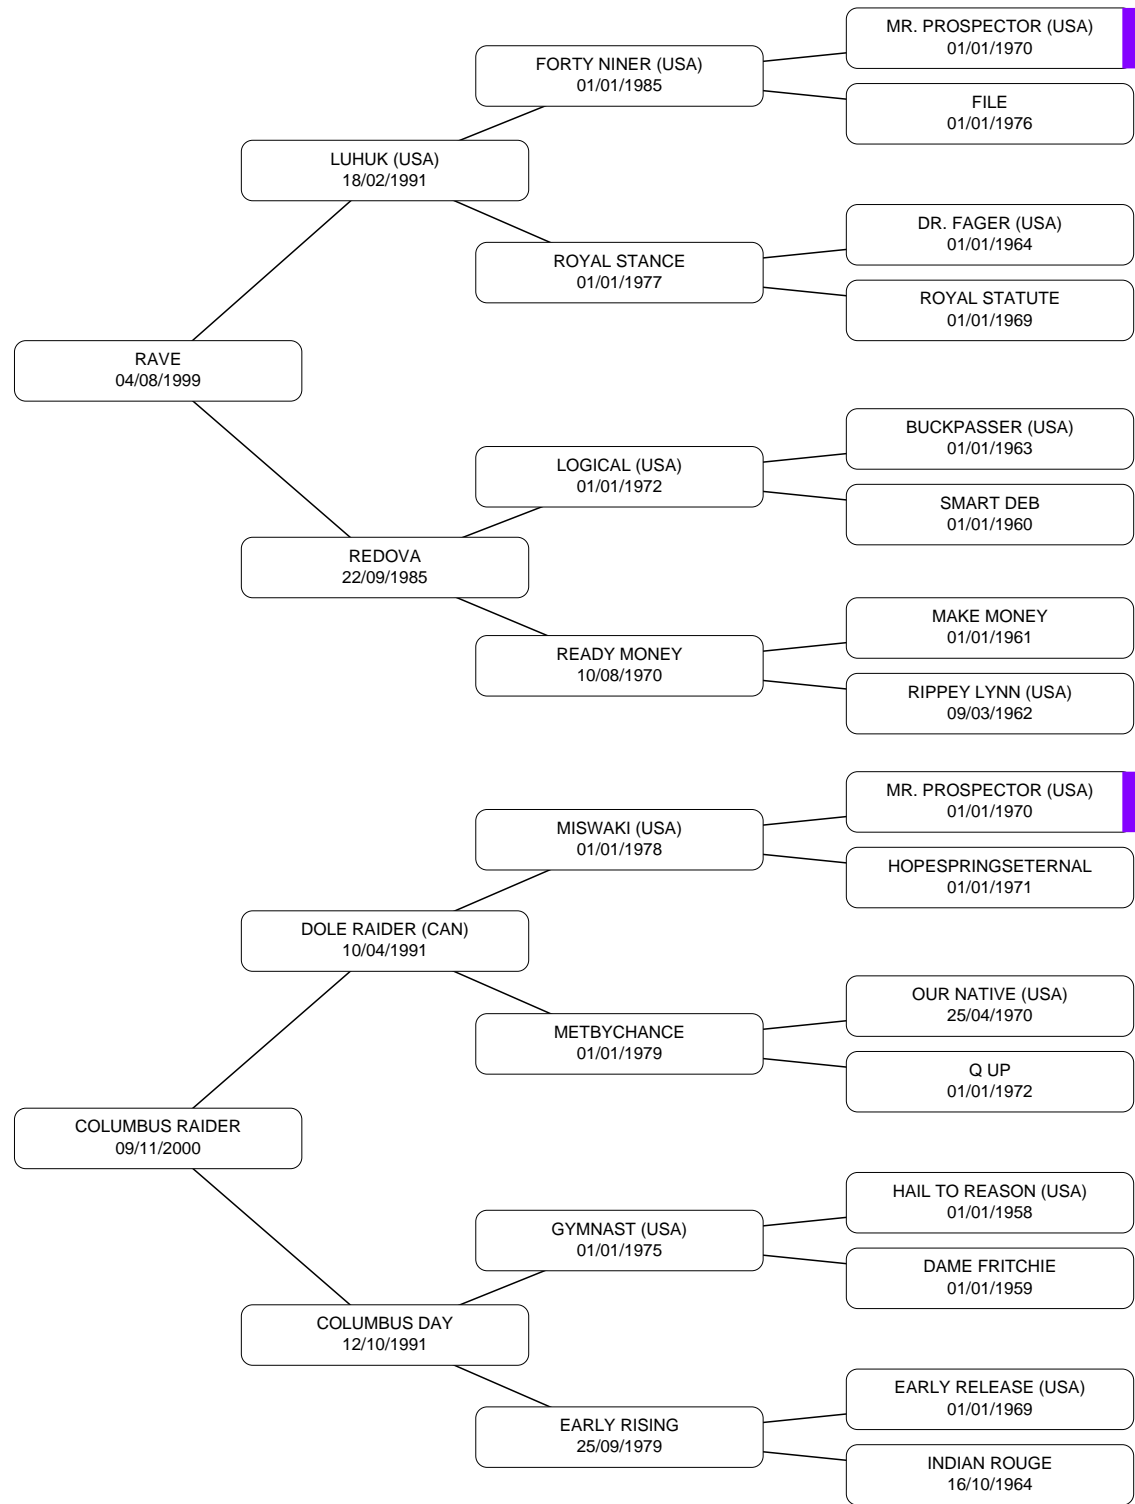 MR. PROSPECTOR (USA)
01/01/1970
FORTY NINER (USA)
01/01/1985
FILE
01/01/1976
LUHUK (USA)
18/02/1991
DR. FAGER (USA)
01/01/1964
ROYAL STANCE
01/01/1977
ROYAL STATUTE
01/01/1969
RAVE
04/08/1999
BUCKPASSER (USA)
01/01/1963
LOGICAL (USA)
01/01/1972
SMART DEB
01/01/1960
REDOVA
22/09/1985
MAKE MONEY
01/01/1961
READY MONEY
10/08/1970
RIPPEY LYNN (USA)
09/03/1962
MR. PROSPECTOR (USA)
01/01/1970
MISWAKI (USA)
01/01/1978
HOPESPRINGSETERNAL
01/01/1971
DOLE RAIDER (CAN)
10/04/1991
OUR NATIVE (USA)
25/04/1970
METBYCHANCE
01/01/1979
Q UP
01/01/1972
COLUMBUS RAIDER
09/11/2000
HAIL TO REASON (USA)
01/01/1958
GYMNAST (USA)
01/01/1975
DAME FRITCHIE
01/01/1959
COLUMBUS DAY
12/10/1991
EARLY RELEASE (USA)
01/01/1969
EARLY RISING
25/09/1979
INDIAN ROUGE
16/10/1964